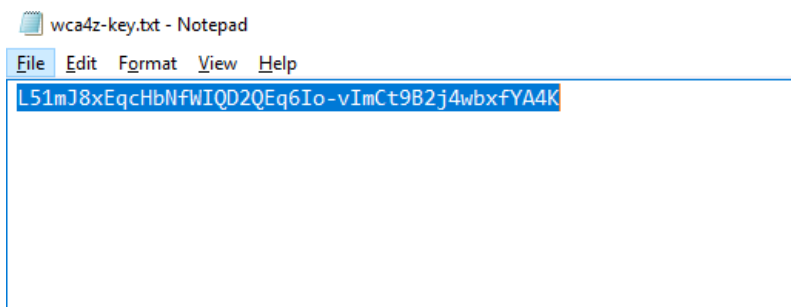 wca4z-key.txt - Notepad
File Edit Format View Help
L51mJ8xEqcHbNfWIQD2QEq6Io-vImCt9B2j4wbxfYA4K